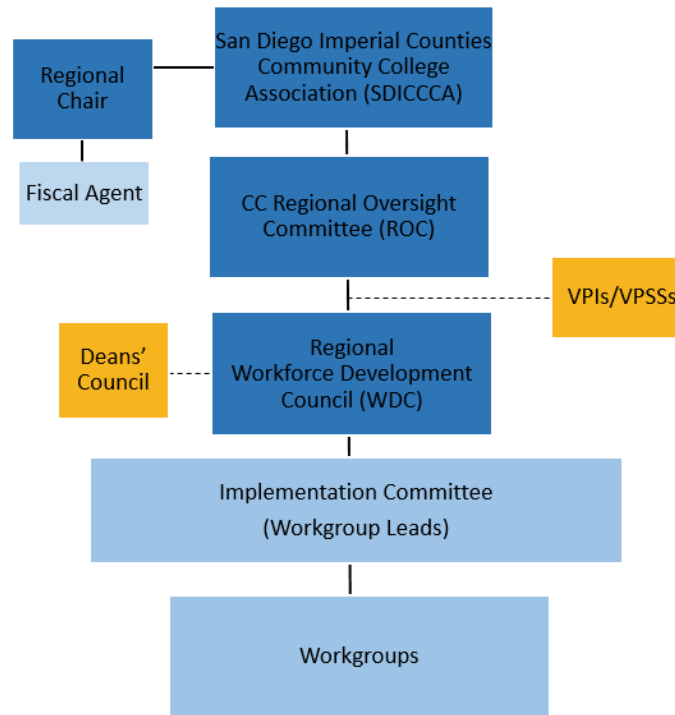 San Diego Imperial Counties
Community College
Association (SDICCCA)
Regional
Chair
Fiscal Agent
CC Regional Oversight
Committee (ROC)
VPIs/VPSSs
Deans’
Council
Regional
Workforce Development
Council (WDC)
Implementation Committee
(Workgroup Leads)
Workgroups